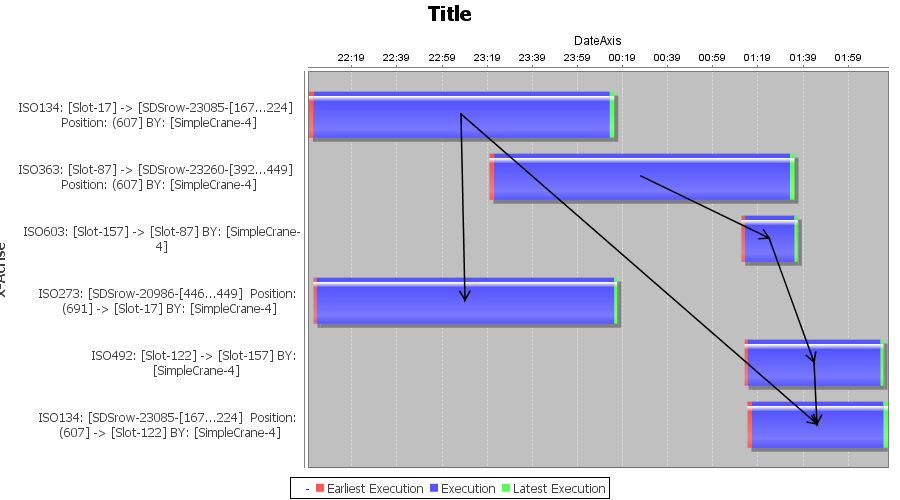 Title
DateAxis
22:19 22:39 22:59 23:19 23:39 23:59 00:19 00:39 00:59 01:19 01:39 01:59
ISO134: [Slot-17] -> [SDSrow-23085-[167...224]
Position: (607] BY: [SimpleCrane-4]
ISO363: [Slot-87] -> [SDSrow-23260-[392...449]
Position: (607] BY: [SimpleCrane-4]
ISO603: [Slot-157] -> [Slot-87] BY: [SimpleCrane-
4]
ISO273: [SDSrow-20986-[446...449] Position:
(691] -> [Slot-17] BY: [SimpleCrane-4]
ISO492: [Slot-122] -> [Slot-157] BY:
[SimpleCrane-4]
ISO134: [SDSrow-23085-[167...224] Position:
(607] -> [Slot-122] BY: [SimpleCrane-4]
- Earliest Execution Execution Latest Execution